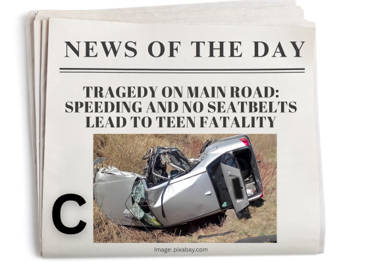 NEWS OF THE DAY
TRAGEDY ON MAIN ROAD:
SPEEDING AND NO SEATBELTS
LEAD TO TEEN FATALITY
C
Image: pixabay.com